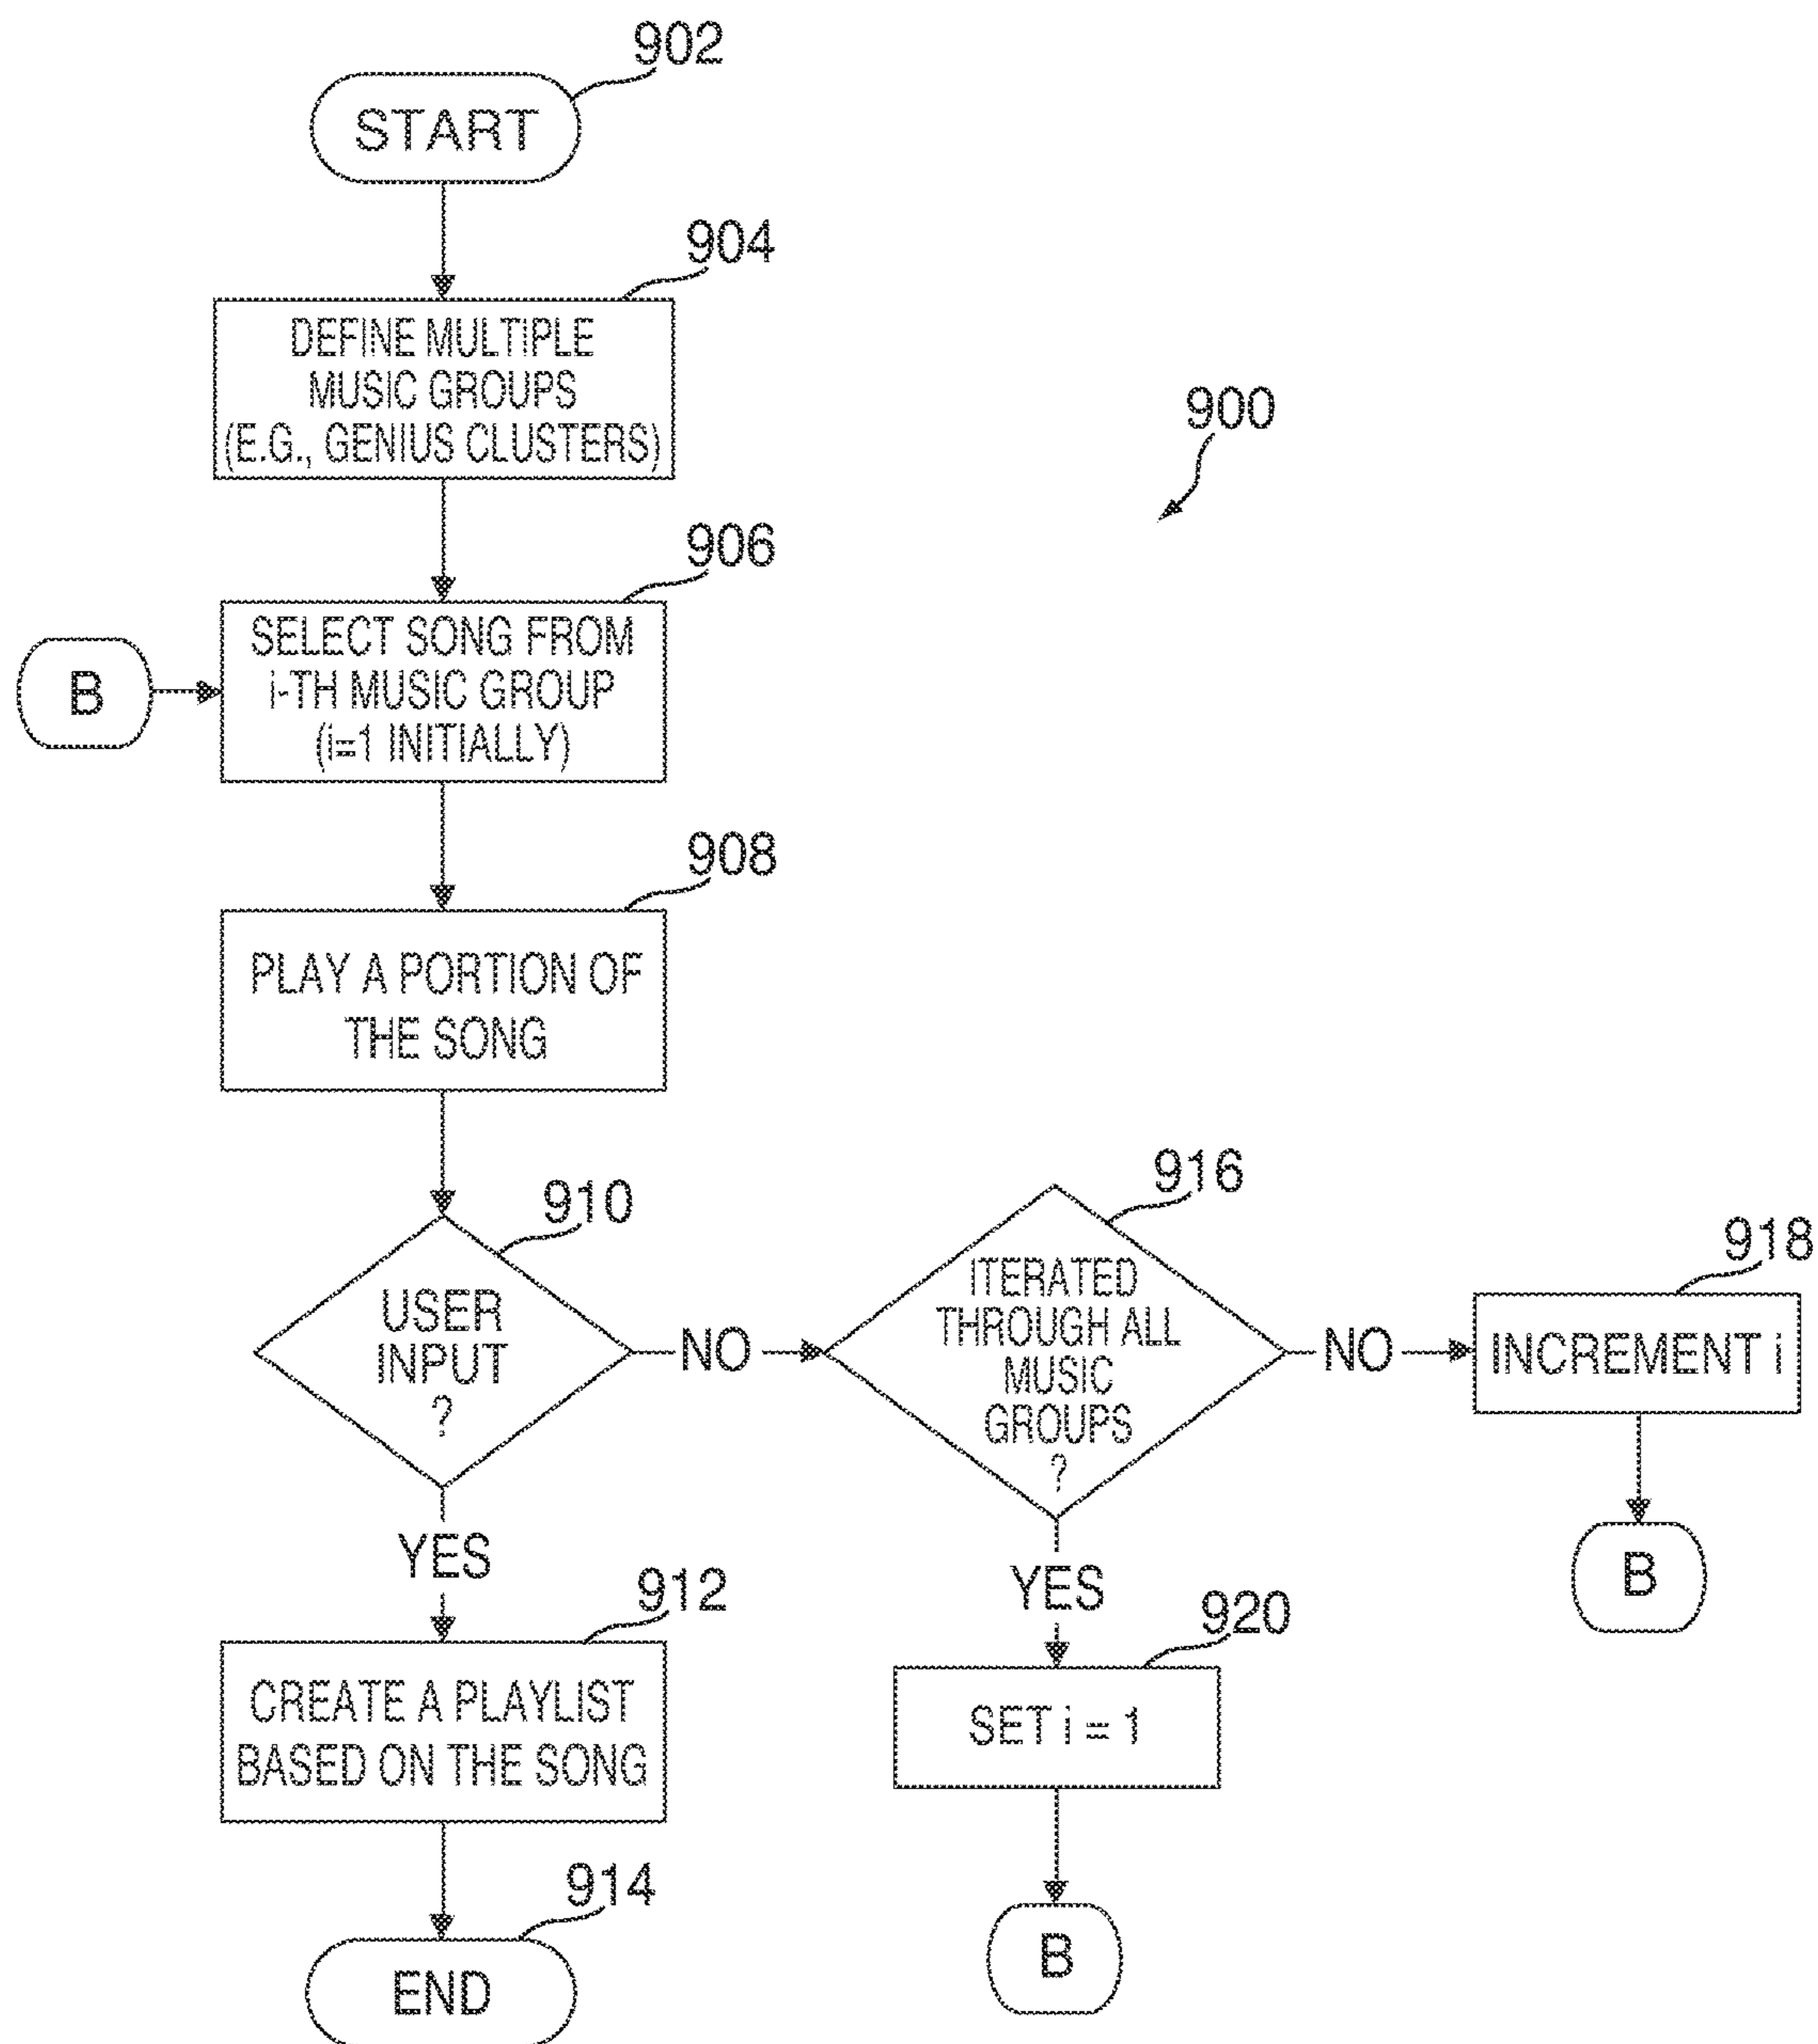 902
START
904
DEFINE MULTIPLE
MUSIC GROUPS
(E.G., GENIUS CLUSTERS)
900
906
SELECT SONG FROM
i-TH MUSIC GROUP
(i=1 INITIALLY)
B
908
PLAY A PORTION OF
THE SONG
910
USER
INPUT
?
NO
916
ITERATED
THROUGH ALL
MUSIC
GROUPS
?
NO
918
INCREMENT i
B
YES
912
CREATE A PLAYLIST
BASED ON THE SONG
YES
920
SET i = 1
B
914
END